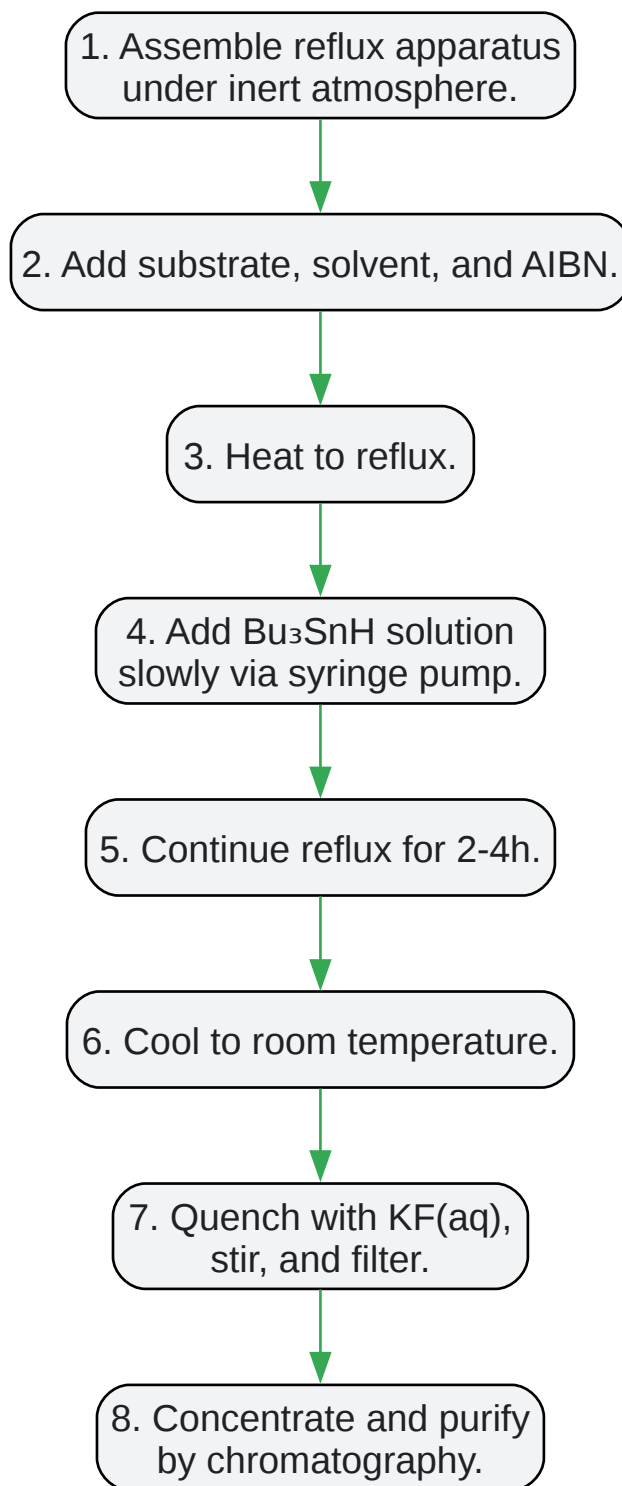 1. Assemble reflux apparatus
under inert atmosphere.
2. Add substrate, solvent, and AIBN.
3. Heat to reflux.
4. Add Bu₃SnH solution
slowly via syringe pump.
5. Continue reflux for 2-4h.
6. Cool to room temperature.
7. Quench with KF(aq),
stir, and filter.
8. Concentrate and purify
by chromatography.